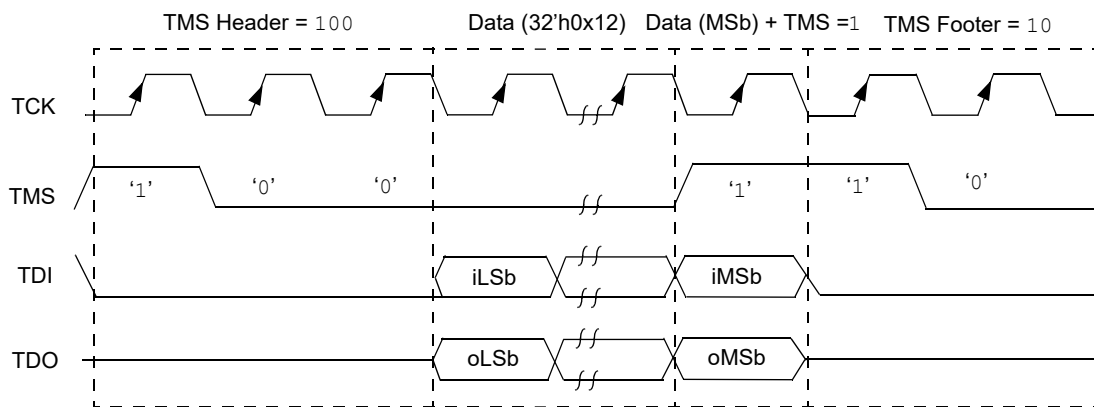 TMS Header = 100 Data (32’h0x12) Data (MSb) + TMS =1 TMS Footer = 10
TCK
TMS ‘1’ ‘0’ ‘0’ ‘1’ ‘1’ ‘0’
TDI iLSb iMSb
TDO oLSb oMSb